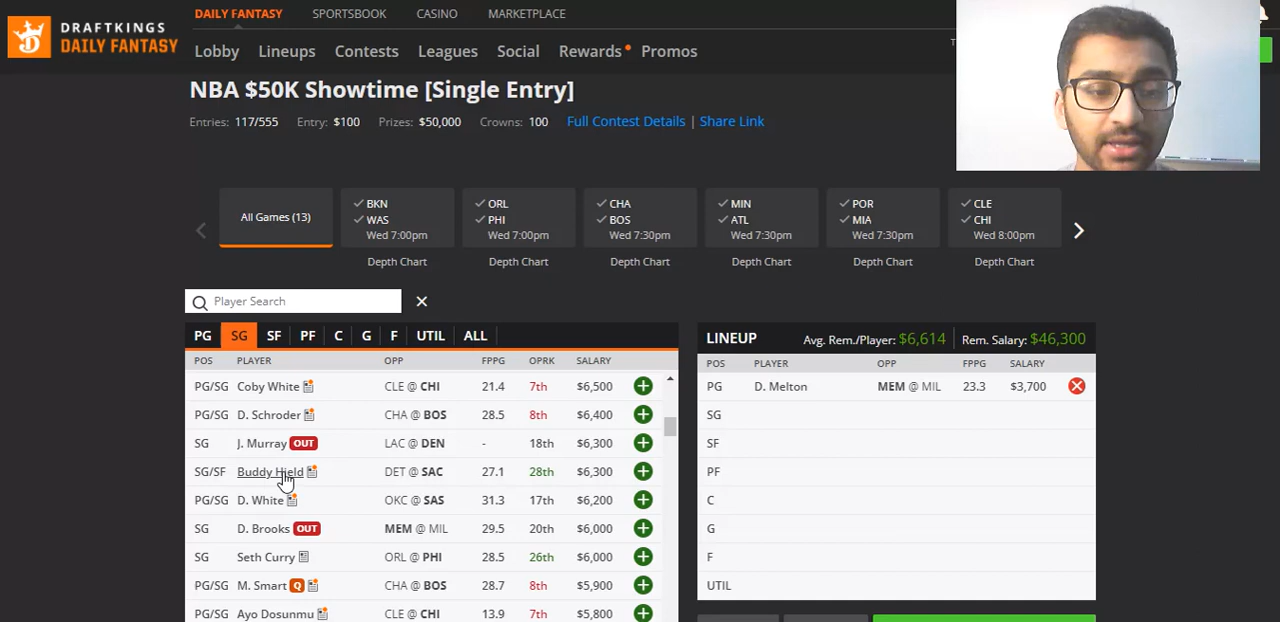 DRAFTKINGS
DAILY FANTASY
DAILY FANTASY SPORTSBOOK CASINO MARKETPLACE
Lobby Lineups Contests Leagues Social Rewards Promos
NBA $50K Showtime [Single Entry]
Entries: 117/555 Entry: $100 Prizes: $50,000 Crowns: 100 Full Contest Details | Share Link
All Games (13)
BKN
WAS
Wed 7:00pm
Depth Chart
ORL
PHI
Wed 7:00pm
Depth Chart
CHA
BOS
Wed 7:30pm
Depth Chart
MIN
ATL
Wed 7:30pm
Depth Chart
POR
MIA
Wed 7:30pm
Depth Chart
CLE
CHI
Wed 8:00pm
Depth Chart
Player Search
PG SG SF PF C G F UTIL ALL
POS PLAYER OPP FPPG OPRK SALARY
PG/SG Coby White CLE @ CHI 21.4 7th $6,500
PG/SG D. Schroder CHA @ BOS 28.5 8th $6,400
SG J. Murray OUT LAC @ DEN - 18th $6,300
SG/SF Buddy Hield DET @ SAC 27.1 28th $6,300
PG/SG D. White OKC @ SAS 31.3 17th $6,200
SG D. Brooks OUT MEM @ MIL 29.5 20th $6,000
SG Seth Curry ORL @ PHI 28.5 26th $6,000
PG/SG M. Smart Q CHA @ BOS 28.7 8th $5,900
PG/SG Ayo Dosunmu CLE @ CHI 13.9 7th $5,800
LINEUP Avg. Rem./Player: $6,614 Rem. Salary: $46,300
POS PLAYER OPP FPPG SALARY
PG D. Melton MEM @ MIL 23.3 $3,700
SG
SF
PF
C
G
F
UTIL